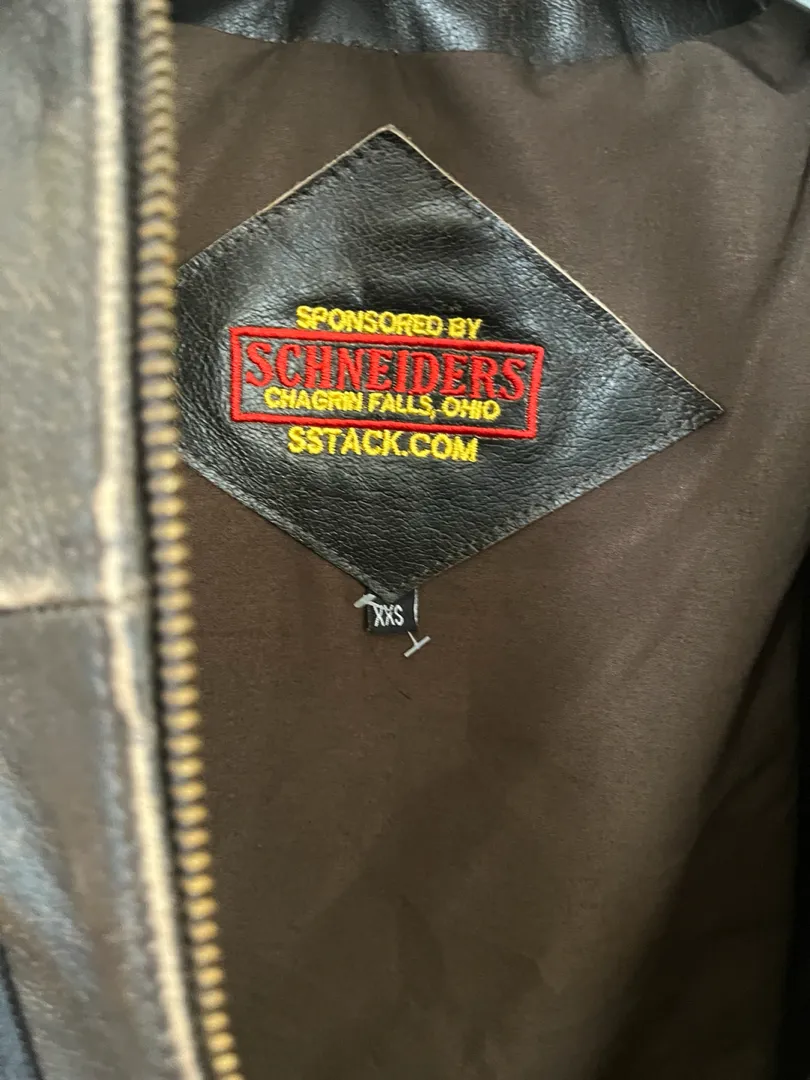 SPONSORED BY
SCHNEIDERS
CHAGRIN FALLS, OHIO
SSTACK.COM
XXS